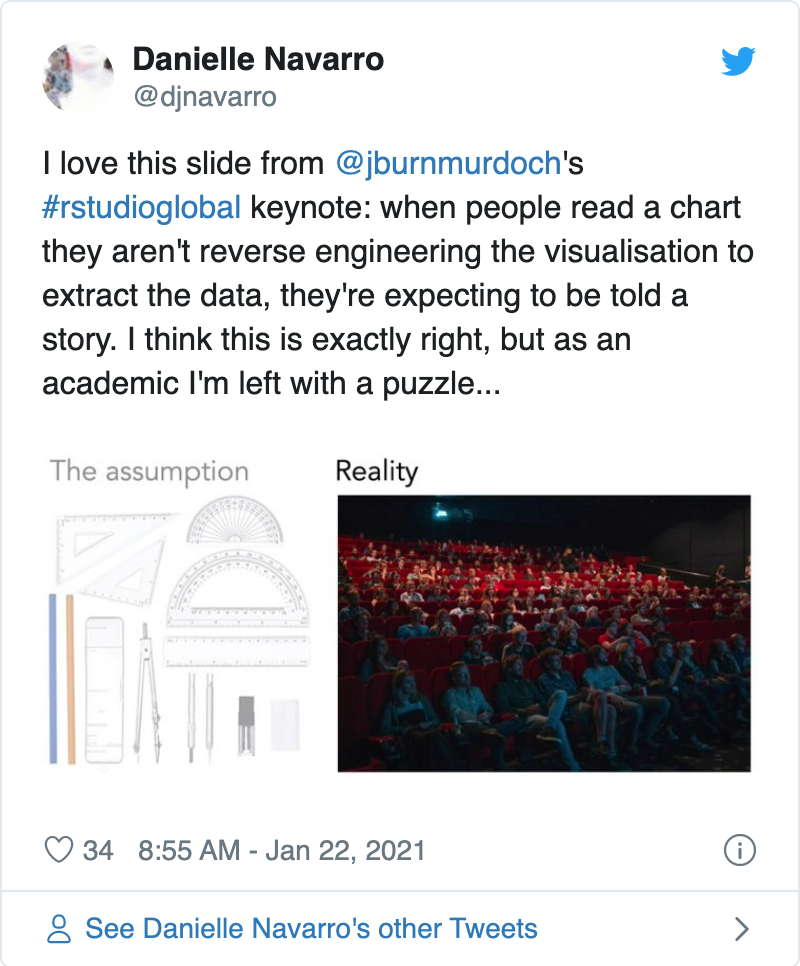 Danielle Navarro
@djnavarro
I love this slide from @jburnmurdoch's
#rstudioglobal keynote: when people read a chart
they aren't reverse engineering the visualisation to
extract the data, they're expecting to be told a
story. I think this is exactly right, but as an
academic I'm left with a puzzle...
The assumption
Reality
34 8:55 AM - Jan 22, 2021
See Danielle Navarro's other Tweets